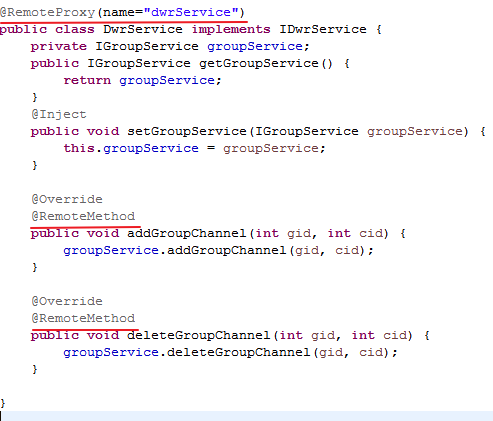 @RemoteProxy(name="dwrService")
public class DwrService implements IDwrService {
    private IGroupService groupService;
    public IGroupService getGroupService() {
        return groupService;
    }
    @Inject
    public void setGroupService(IGroupService groupService) {
        this.groupService = groupService;
    }

    @Override
    @RemoteMethod
    public void addGroupChannel(int gid, int cid) {
        groupService.addGroupChannel(gid, cid);
    }

    @Override
    @RemoteMethod
    public void deleteGroupChannel(int gid, int cid) {
        groupService.deleteGroupChannel(gid, cid);
    }

}